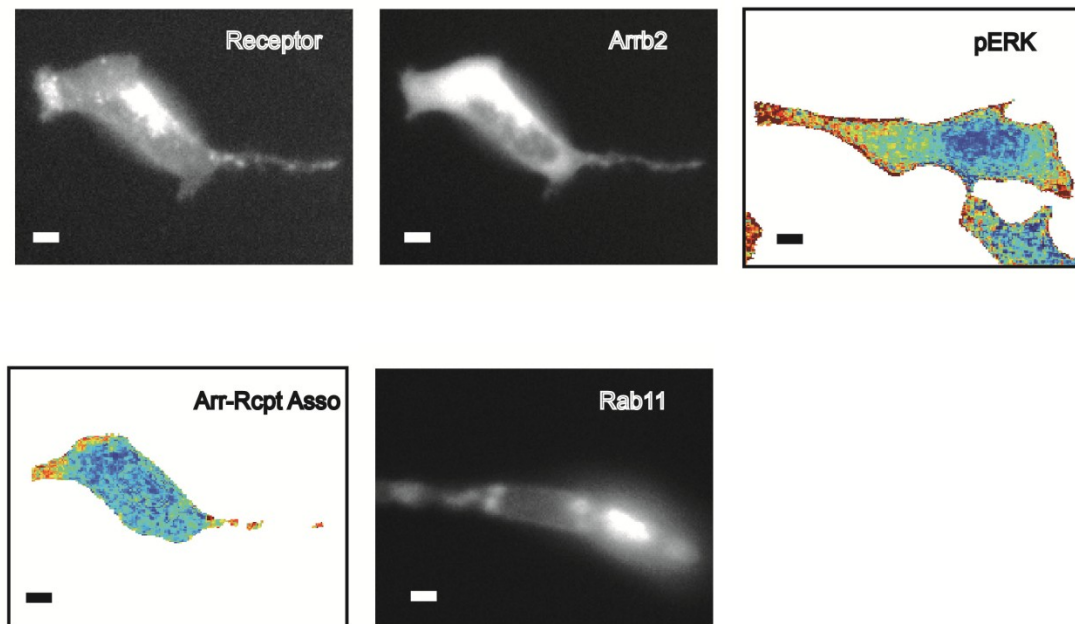 Receptor
Arrb2
pERK
Arr-Rcpt Asso
Rab11